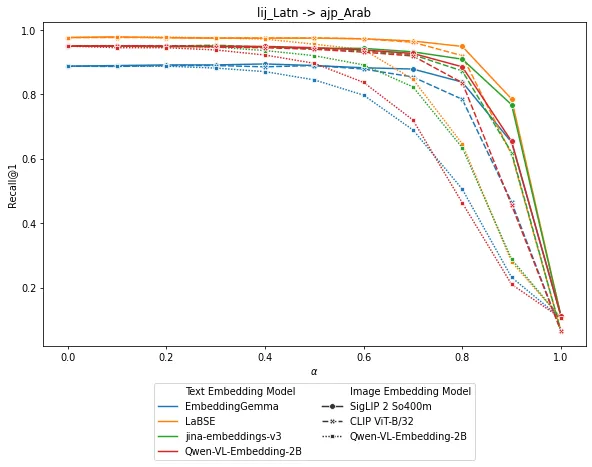 lij_Latn -> ajp_Arab
Recall@1
1.0
0.8
0.6
0.4
0.2
0.0 0.2 0.4 0.6 0.8 1.0
α
Text Embedding Model Image Embedding Model
EmbeddingGemma SigLIP 2 So400m
LaBSE CLIP ViT-B/32
jina-embeddings-v3 Qwen-VL-Embedding-2B
Qwen-VL-Embedding-2B